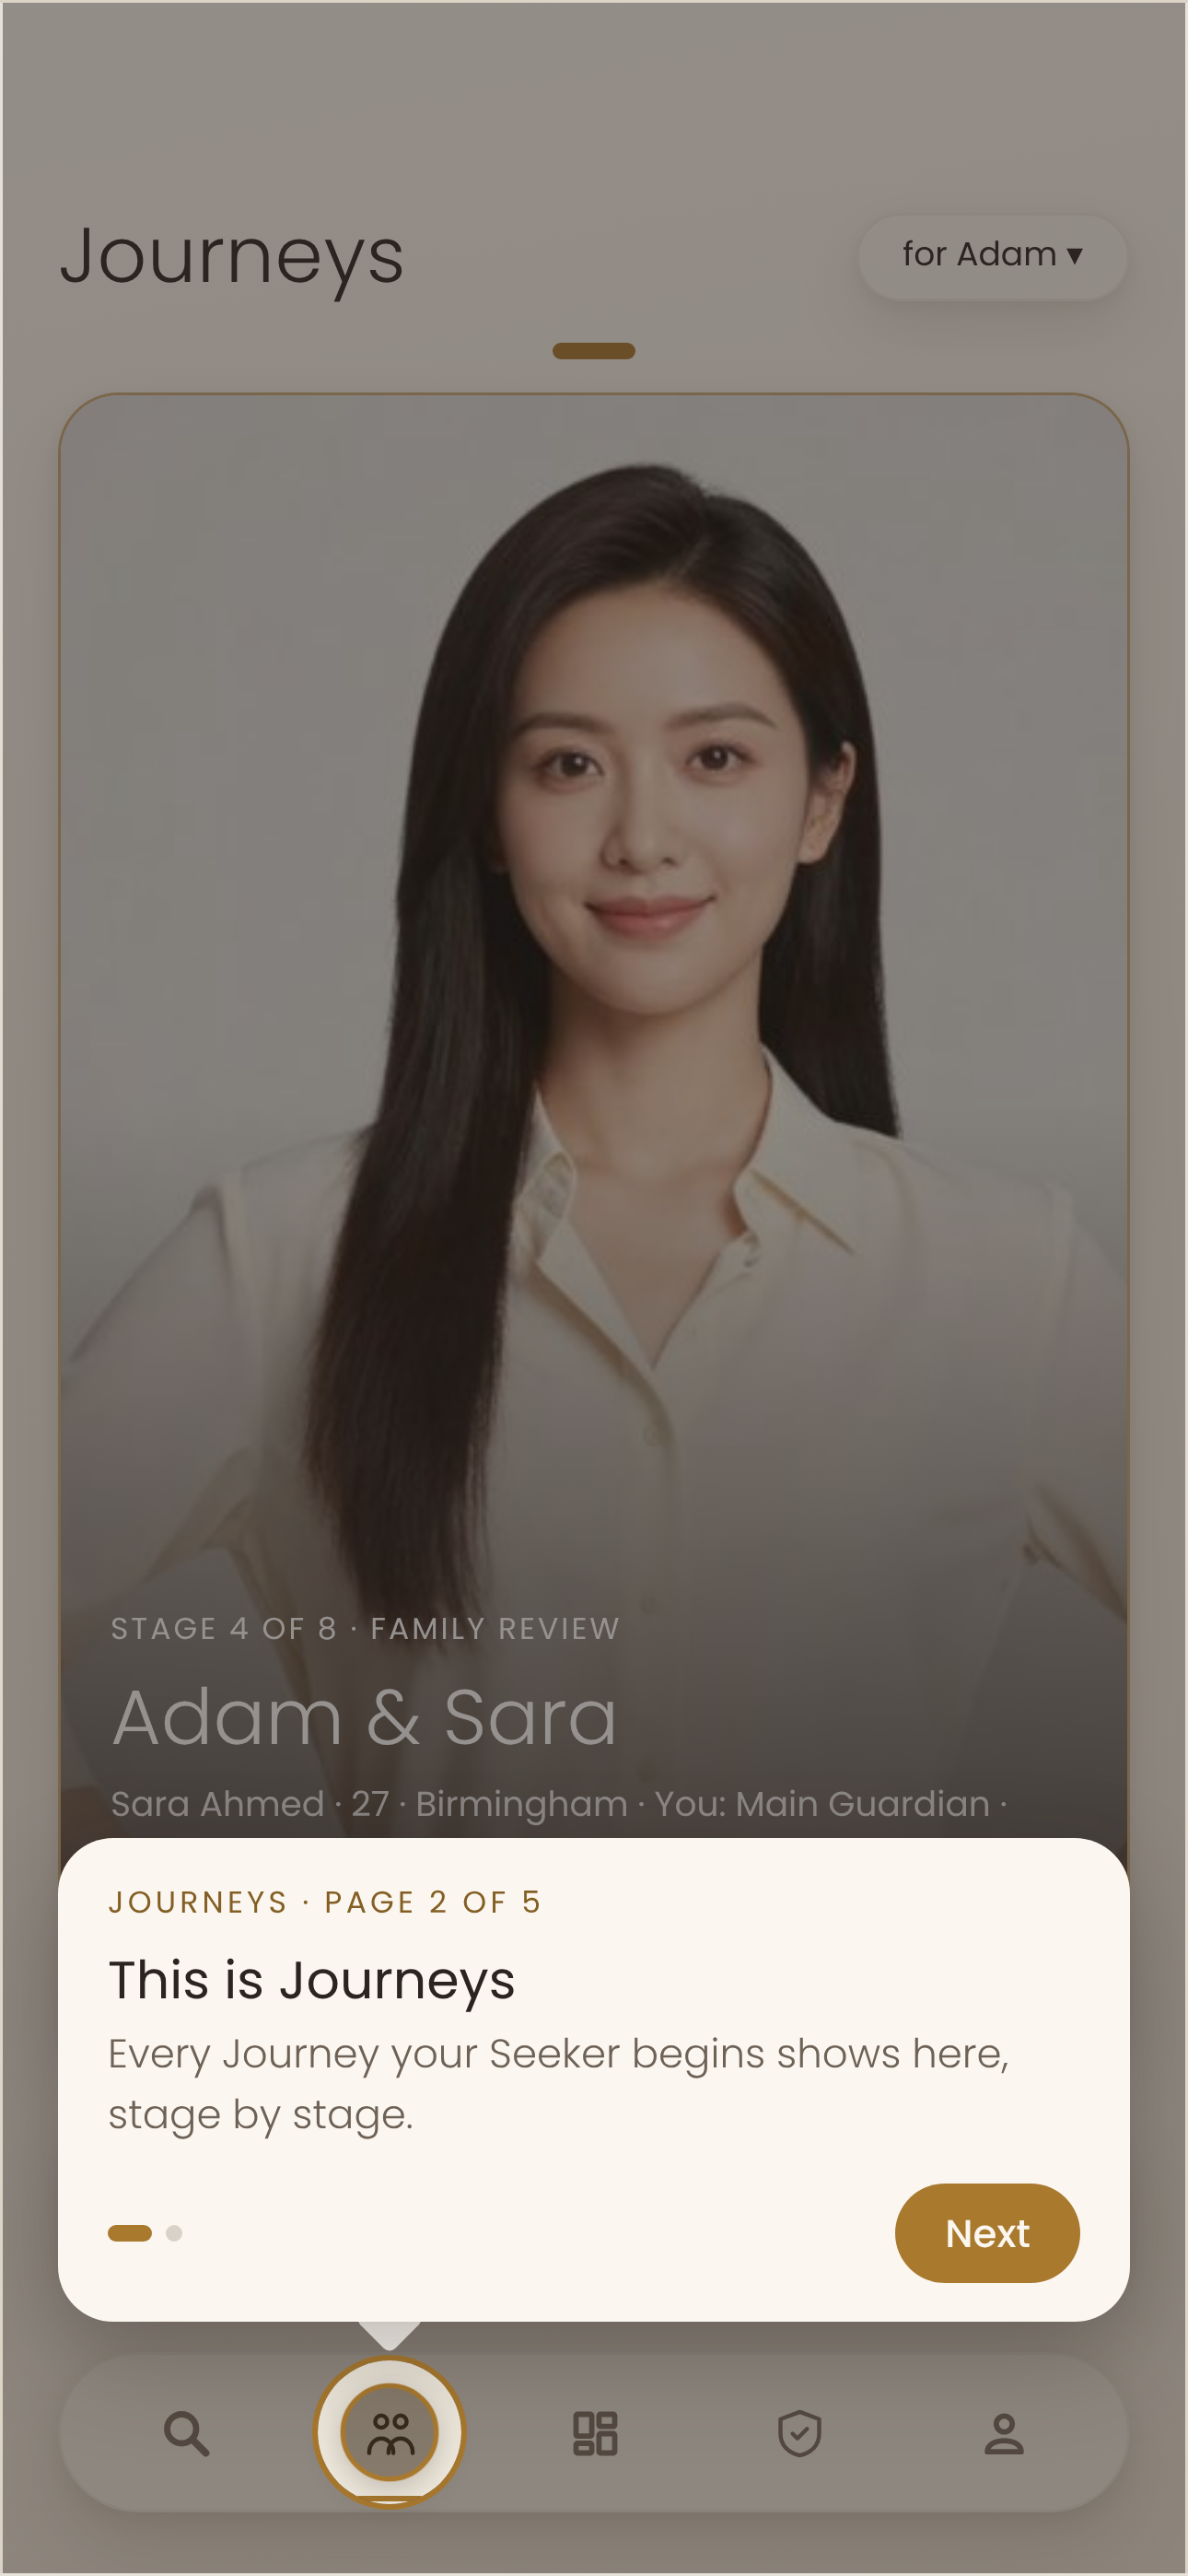 Journeys
for Adam ▾
STAGE 4 OF 8 · FAMILY REVIEW
Adam & Sara
Sara Ahmed · 27 · Birmingham · You: Main Guardian ·
JOURNEYS · PAGE 2 OF 5
This is Journeys
Every Journey your Seeker begins shows here,
stage by stage.
Next